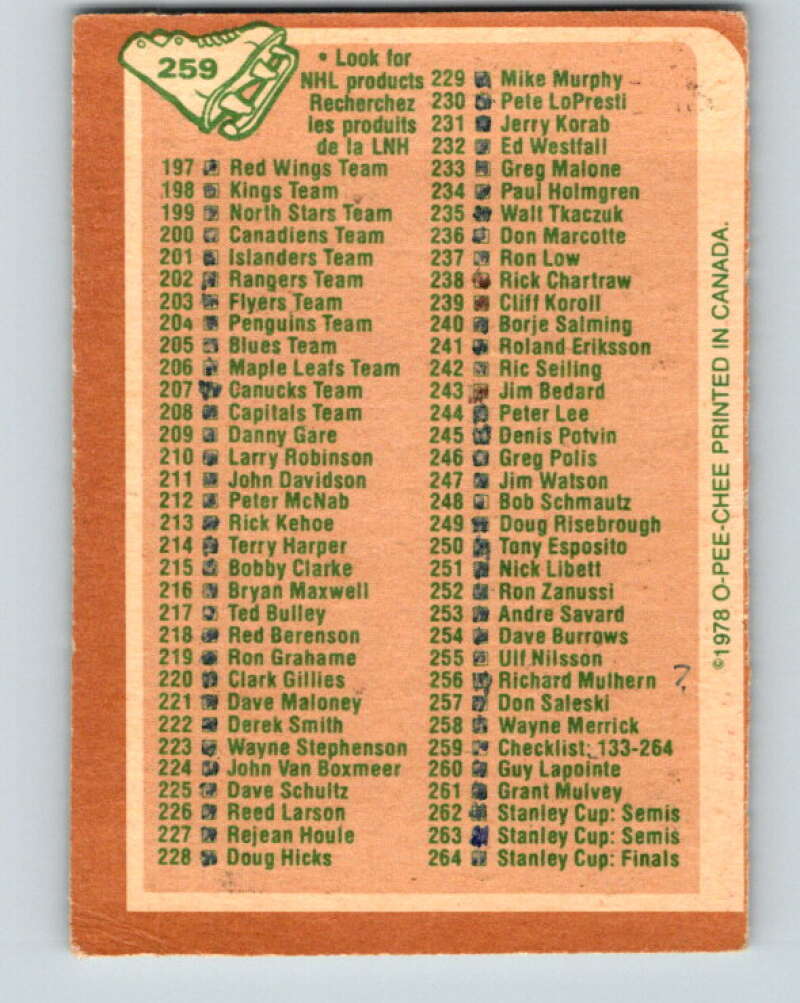 259
• Look for
NHL products
Recherchez
les produits
de la LNH
197 Red Wings Team
198 Kings Team
199 North Stars Team
200 Canadiens Team
201 Islanders Team
202 Rangers Team
203 Flyers Team
204 Penguins Team
205 Blues Team
206 Maple Leafs Team
207 Canucks Team
208 Capitals Team
209 Danny Gare
210 Larry Robinson
211 John Davidson
212 Peter McNab
213 Rick Kehoe
214 Terry Harper
215 Bobby Clarke
216 Bryan Maxwell
217 Ted Bulley
218 Red Berenson
219 Ron Grahame
220 Clark Gillies
221 Dave Maloney
222 Derek Smith
223 Wayne Stephenson
224 John Van Boxmeer
225 Dave Schultz
226 Reed Larson
227 Rejean Houle
228 Doug Hicks
229 Mike Murphy
230 Pete LoPresti
231 Jerry Korab
232 Ed Westfall
233 Greg Malone
234 Paul Holmgren
235 Walt Tkaczuk
236 Don Marcotte
237 Ron Low
238 Rick Chartraw
239 Cliff Koroll
240 Borje Salming
241 Roland Eriksson
242 Ric Seiling
243 Jim Bedard
244 Peter Lee
245 Denis Potvin
246 Greg Polis
247 Jim Watson
248 Bob Schmautz
249 Doug Risebrough
250 Tony Esposito
251 Nick Libett
252 Ron Zanussi
253 Andre Savard
254 Dave Burrows
255 Ulf Nilsson
256 Richard Mulhern ?
257 Don Saleski
258 Wayne Merrick
259 Checklist: 133-264
260 Guy Lapointe
261 Grant Mulvey
262 Stanley Cup: Semis
263 Stanley Cup: Semis
264 Stanley Cup: Finals
©1978 O-PEE-CHEE PRINTED IN CANADA.